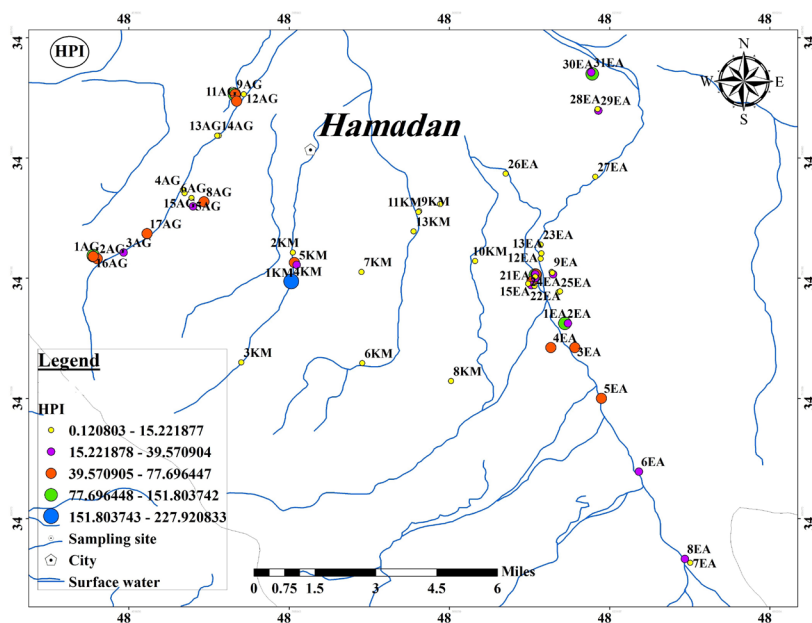 48 48 48 48 48
34
HPI
N
W E
S
30EA 31EA
11AG 9AG
12AG
28EA 29EA
Hamadan
13AG 14AG
34
26EA
27EA
4AG
6AG 8AG
15AG 5AG
11KM 9KM
17AG
13KM
23EA
1AG 2AG 3AG
16AG
2KM
5KM
1KM 4KM
7KM
10KM
13EA
12EA
9EA
34
21EA
24EA 25EA
15EA 22EA
1EA 2EA
4EA
3EA
Legend
3KM
6KM
8KM
5EA
34
HPI
0.120803 - 15.221877
15.221878 - 39.570904
39.570905 - 77.696447
77.696448 - 151.803742
151.803743 - 227.920833
Sampling site
City
Surface water
6EA
34
8EA
7EA
Miles
0 0.75 1.5 3 4.5 6
48 48 48 48 48